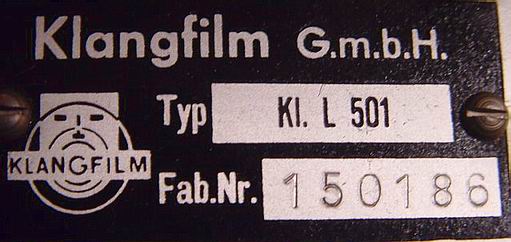 Klangfilm G.m.b.H.
Typ Kl. L 501
KLANGFILM
Fab.Nr. 150186